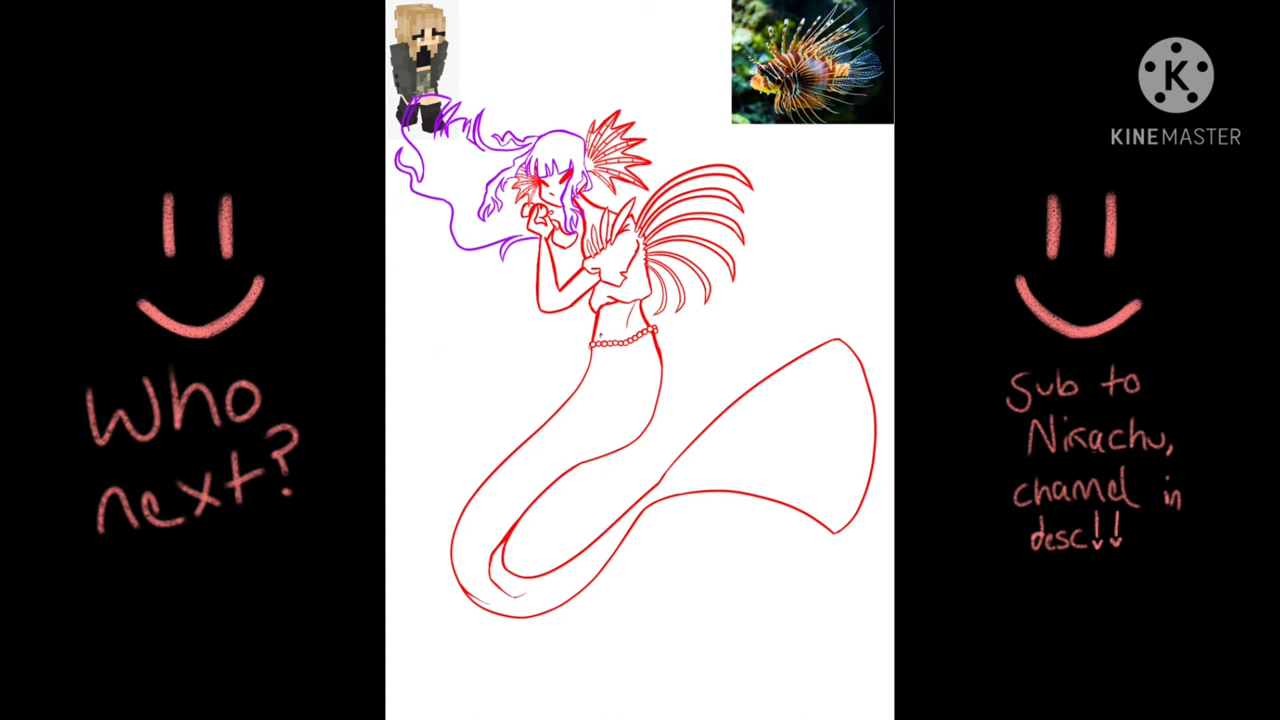 K
KINEMASTER
Who
next?
Sub to
Nikachu,
channel in
desc!!